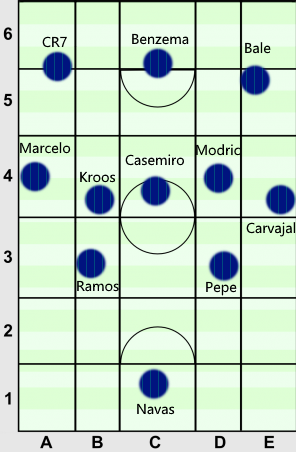 6
CR7
Benzema
Bale
5
Marcelo
Kroos
Casemiro
Modric
4
Carvajal
3
Ramos
Pepe
2
1
Navas
A B C D E